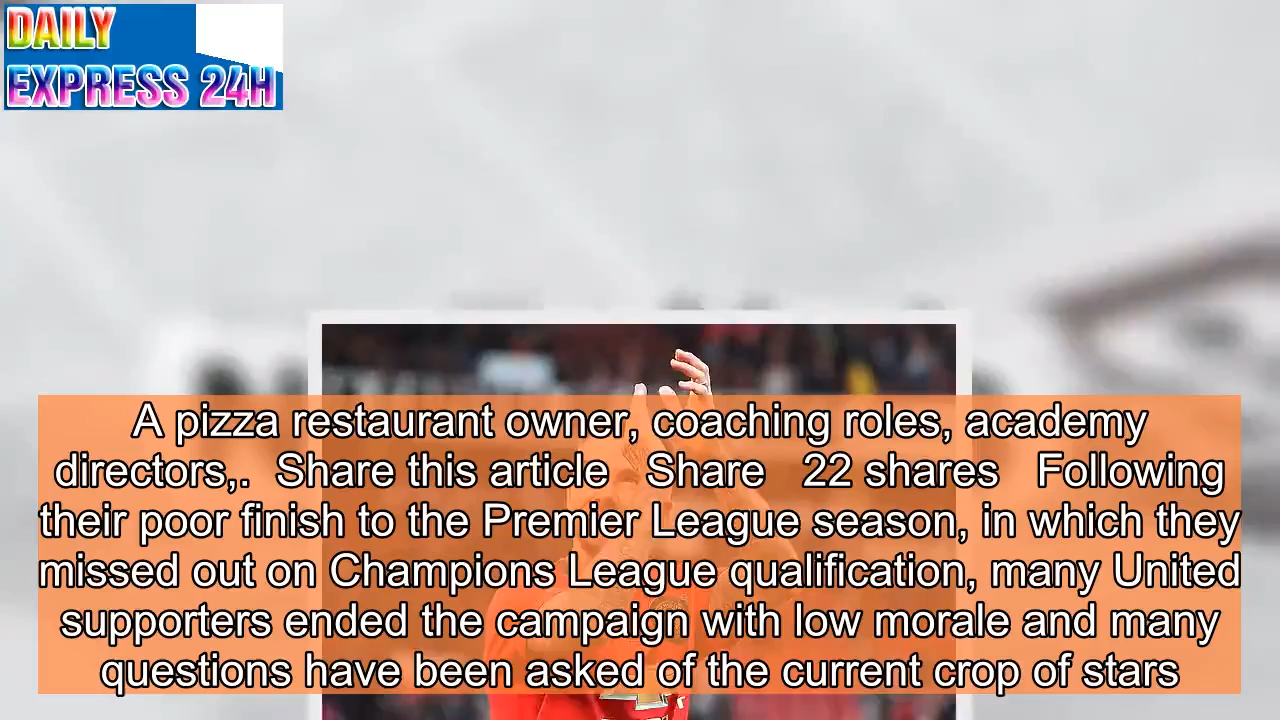 DAILY
EXPRESS 24H
A pizza restaurant owner, coaching roles, academy
directors,.  Share this article   Share   22 shares   Following
their poor finish to the Premier League season, in which they
missed out on Champions League qualification, many United
supporters ended the campaign with low morale and many
questions have been asked of the current crop of stars